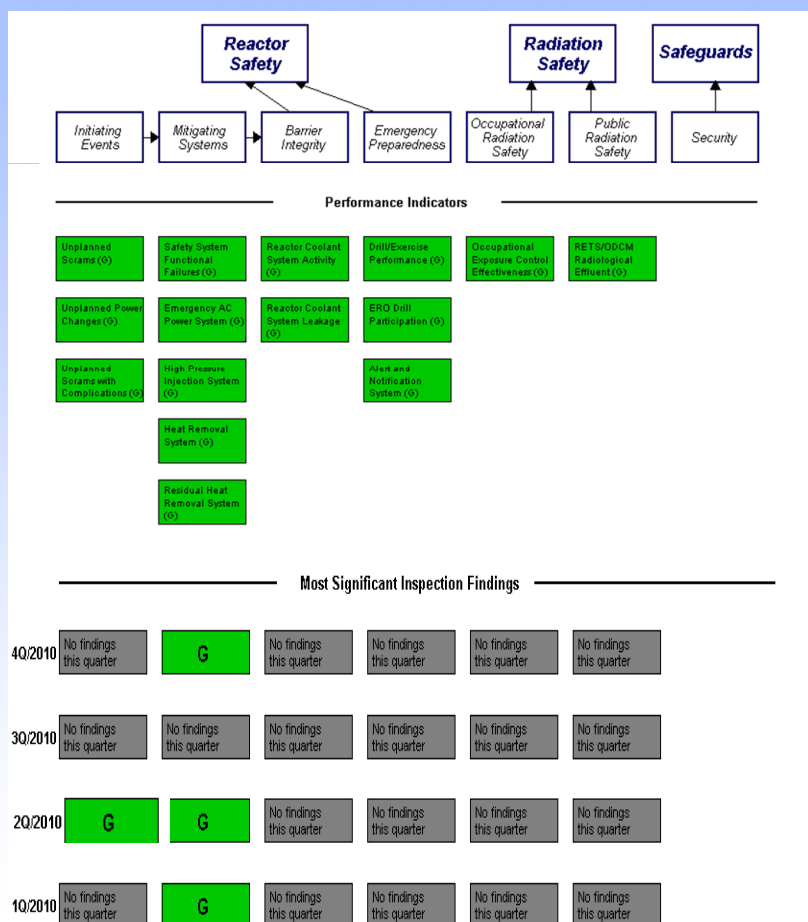 Reactor
Safety
Radiation
Safety
Safeguards
Initiating
Events
Mitigating
Systems
Barrier
Integrity
Emergency
Preparedness
Occupational
Radiation
Safety
Public
Radiation
Safety
Security
Performance Indicators
Unplanned
Scrams (G)
Safety System
Functional
Failures (G)
Reactor Coolant
System Activity
(G)
Drill/Exercise
Performance (G)
Occupational
Exposure Control
Effectiveness (G)
RETS/ODCM
Radiological
Effluent (G)
Unplanned Power
Changes (G)
Emergency AC
Power System (G)
Reactor Coolant
System Leakage
(G)
ERO Drill
Participation (G)
Unplanned
Scrams with
Complications (G)
High Pressure
Injection System
(G)
Alert and
Notification
System (G)
Heat Removal
System (G)
Residual Heat
Removal System
(G)
Most Significant Inspection Findings
4Q/2010
No findings
this quarter
G
No findings
this quarter
No findings
this quarter
No findings
this quarter
No findings
this quarter
3Q/2010
No findings
this quarter
No findings
this quarter
No findings
this quarter
No findings
this quarter
No findings
this quarter
No findings
this quarter
2Q/2010
G
G
No findings
this quarter
No findings
this quarter
No findings
this quarter
No findings
this quarter
1Q/2010
No findings
this quarter
G
No findings
this quarter
No findings
this quarter
No findings
this quarter
No findings
this quarter